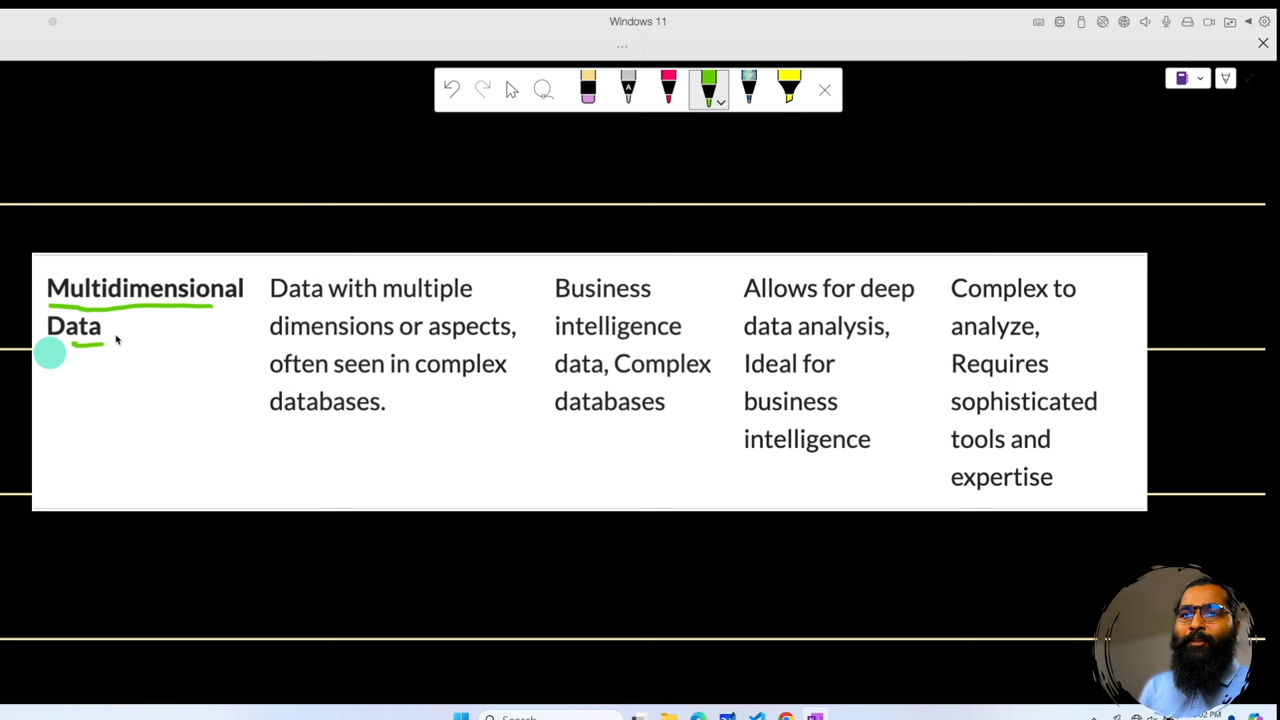 Windows 11
...
A
Multidimensional
Data
Data with multiple
dimensions or aspects,
often seen in complex
databases.
Business
intelligence
data, Complex
databases
Allows for deep
data analysis,
Ideal for
business
intelligence
Complex to
analyze,
Requires
sophisticated
tools and
expertise
Search